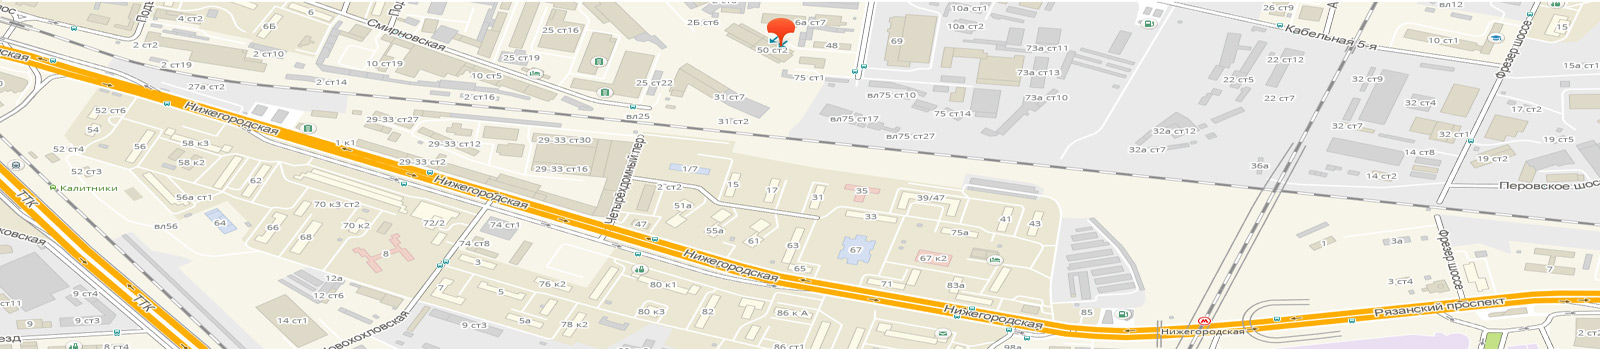 4 ст2
6Б
Смирновская
2Б ст6
6а ст7
10а ст1
26 ст9
вл12
15
25 ст16
50 ст2
48
69
10а ст2
73а ст11
Кабельная 5-я
10 ст1
Фрезер шоссе
2 ст2
2 ст10
2 ст19
10 ст19
25 ст19
10 ст5
75 ст1
73а ст13
22 ст12
22 ст5
32 ст9
15а ст1
2 ст14
27а ст2
25 ст22
2 ст16
31 ст7
вл75 ст10
73а ст10
22 ст7
32 ст4
17 ст2
52 ст6
Нижегородская
29-33 ст27
вл25
31 ст2
вл75 ст17
75 ст14
вл75 ст27
32а ст12
32 ст7
32 ст1
19 ст5
54
56
58 к3
1 к1
29-33 ст12
29-33 ст30
Четырёхдомный пер
32а ст7
14 ст8
19 ст2
52 ст4
58 к2
29-33 ст2
29-33 ст16
1/7
36а
52 ст3
14 ст2
Калитники
62
Нижегородская
2 ст2
15
17
31
35
39/47
Перовское шос
ТТК
56а ст1
70 к3 ст2
51а
33
41
43
вл56
64
66
68
70 к2
72/2
74 ст1
47
55а
61
63
67
75а
67 к2
1
3а
Фрезер шоссе
8
74 ст8
3
Нижегородская
65
7
12а
12 ст6
7
5
76 к2
80 к1
71
83а
3 ст4
ст11
9 ст4
ТТК
9
9 ст3
14 ст1
Новохохловская
9 ст3
5а
78 к2
80 к3
82
86 к А
Нижегородская
85
Нижегородская
Рязанский проспект
98а
2 ст2